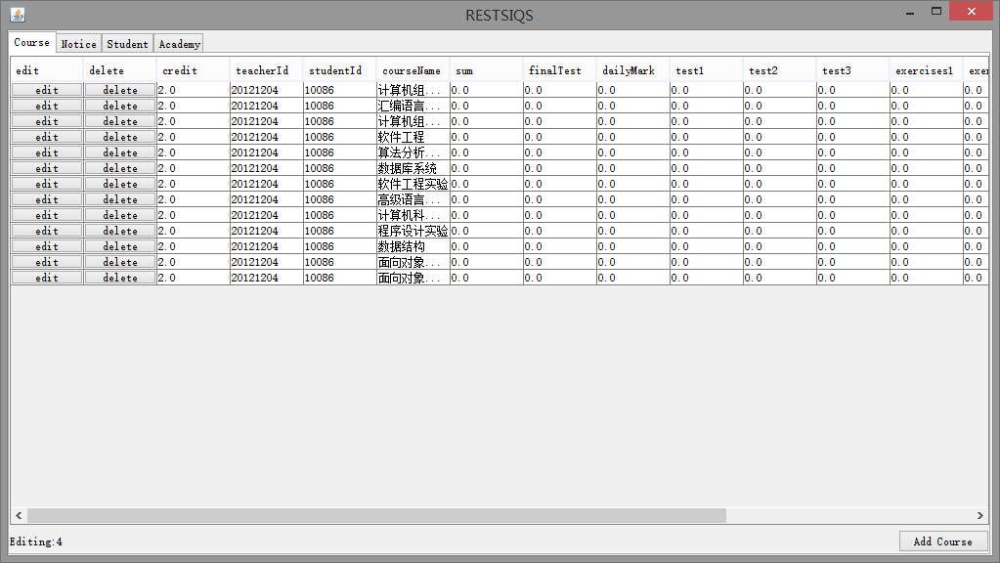 RESTSIQS
Course Notice Student Academy
edit delete credit teacherId studentId courseName sum finalTest dailyMark test1 test2 test3 exercises1 exer
edit delete 2.0 20121204 10086 计算机组... 0.0 0.0 0.0 0.0 0.0 0.0 0.0 0.0
edit delete 2.0 20121204 10086 汇编语言... 0.0 0.0 0.0 0.0 0.0 0.0 0.0 0.0
edit delete 2.0 20121204 10086 计算机组... 0.0 0.0 0.0 0.0 0.0 0.0 0.0 0.0
edit delete 2.0 20121204 10086 软件工程 0.0 0.0 0.0 0.0 0.0 0.0 0.0 0.0
edit delete 2.0 20121204 10086 算法分析... 0.0 0.0 0.0 0.0 0.0 0.0 0.0 0.0
edit delete 2.0 20121204 10086 数据库系统 0.0 0.0 0.0 0.0 0.0 0.0 0.0 0.0
edit delete 2.0 20121204 10086 软件工程实验 0.0 0.0 0.0 0.0 0.0 0.0 0.0 0.0
edit delete 2.0 20121204 10086 高级语言... 0.0 0.0 0.0 0.0 0.0 0.0 0.0 0.0
edit delete 2.0 20121204 10086 计算机科... 0.0 0.0 0.0 0.0 0.0 0.0 0.0 0.0
edit delete 2.0 20121204 10086 程序设计实验 0.0 0.0 0.0 0.0 0.0 0.0 0.0 0.0
edit delete 2.0 20121204 10086 数据结构 0.0 0.0 0.0 0.0 0.0 0.0 0.0 0.0
edit delete 2.0 20121204 10086 面向对象... 0.0 0.0 0.0 0.0 0.0 0.0 0.0 0.0
edit delete 2.0 20121204 10086 面向对象... 0.0 0.0 0.0 0.0 0.0 0.0 0.0 0.0
Editing:4 Add Course